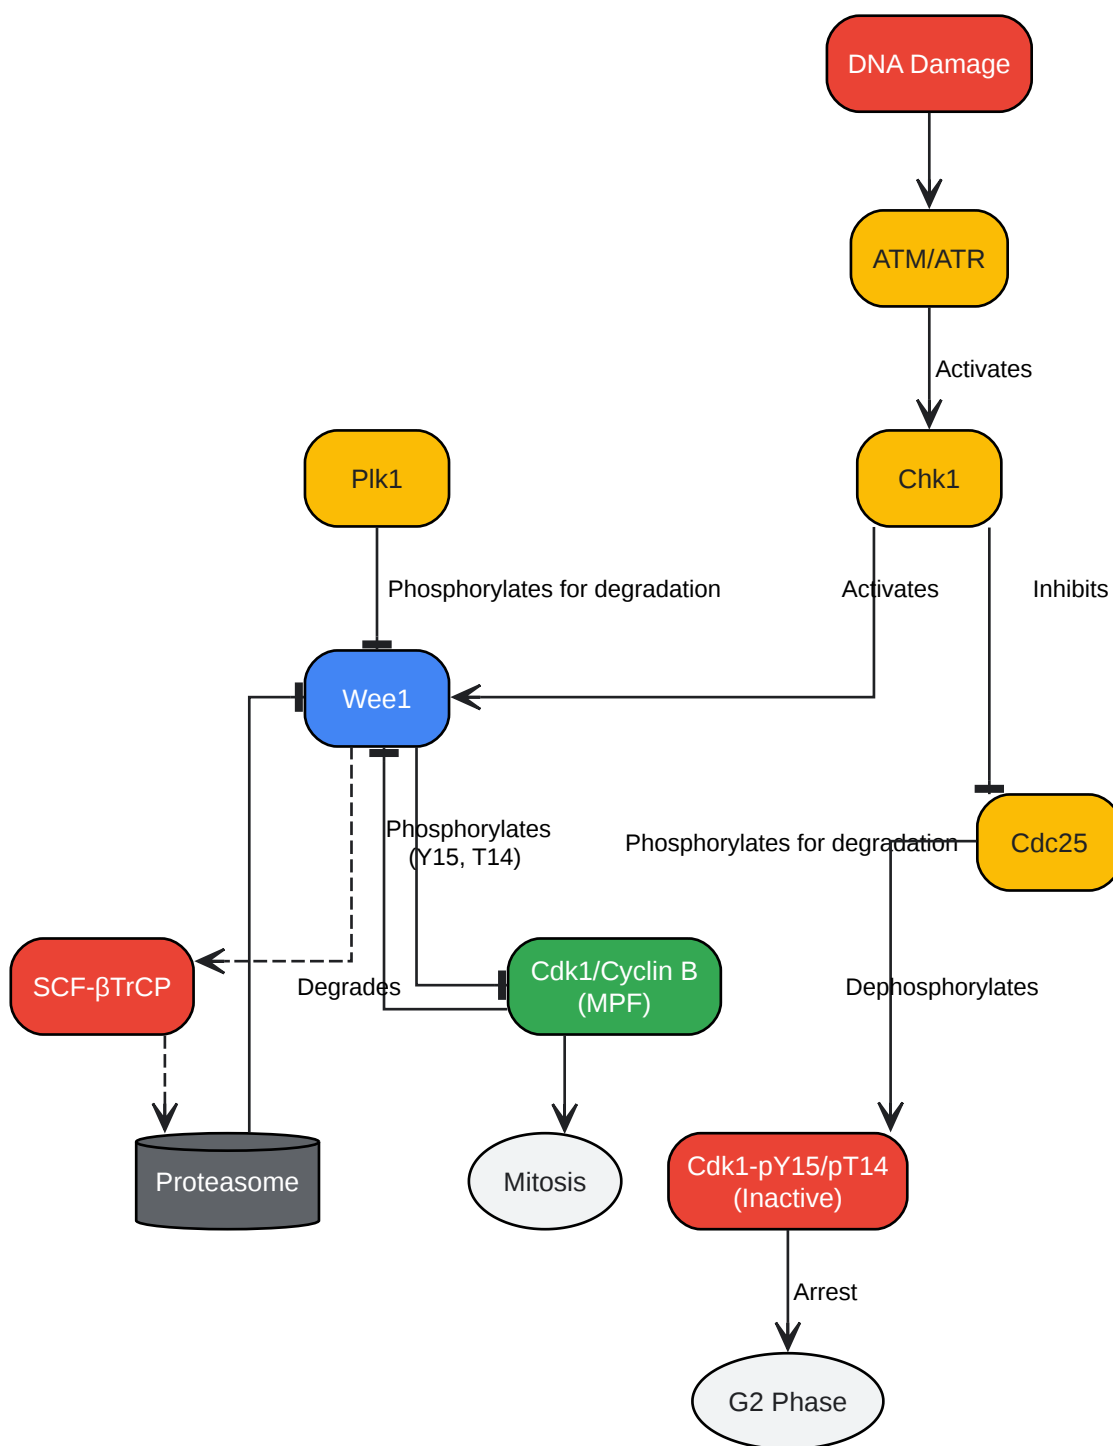 DNA Damage
ATM/ATR
Activates
Plk1
Chk1
Phosphorylates for degradation
Activates
Inhibits
Wee1
Phosphorylates
(Y15, T14)
Phosphorylates for degradation
Cdc25
SCF-βTrCP
Degrades
Cdk1/Cyclin B
(MPF)
Dephosphorylates
Proteasome
Mitosis
Cdk1-pY15/pT14
(Inactive)
Arrest
G2 Phase